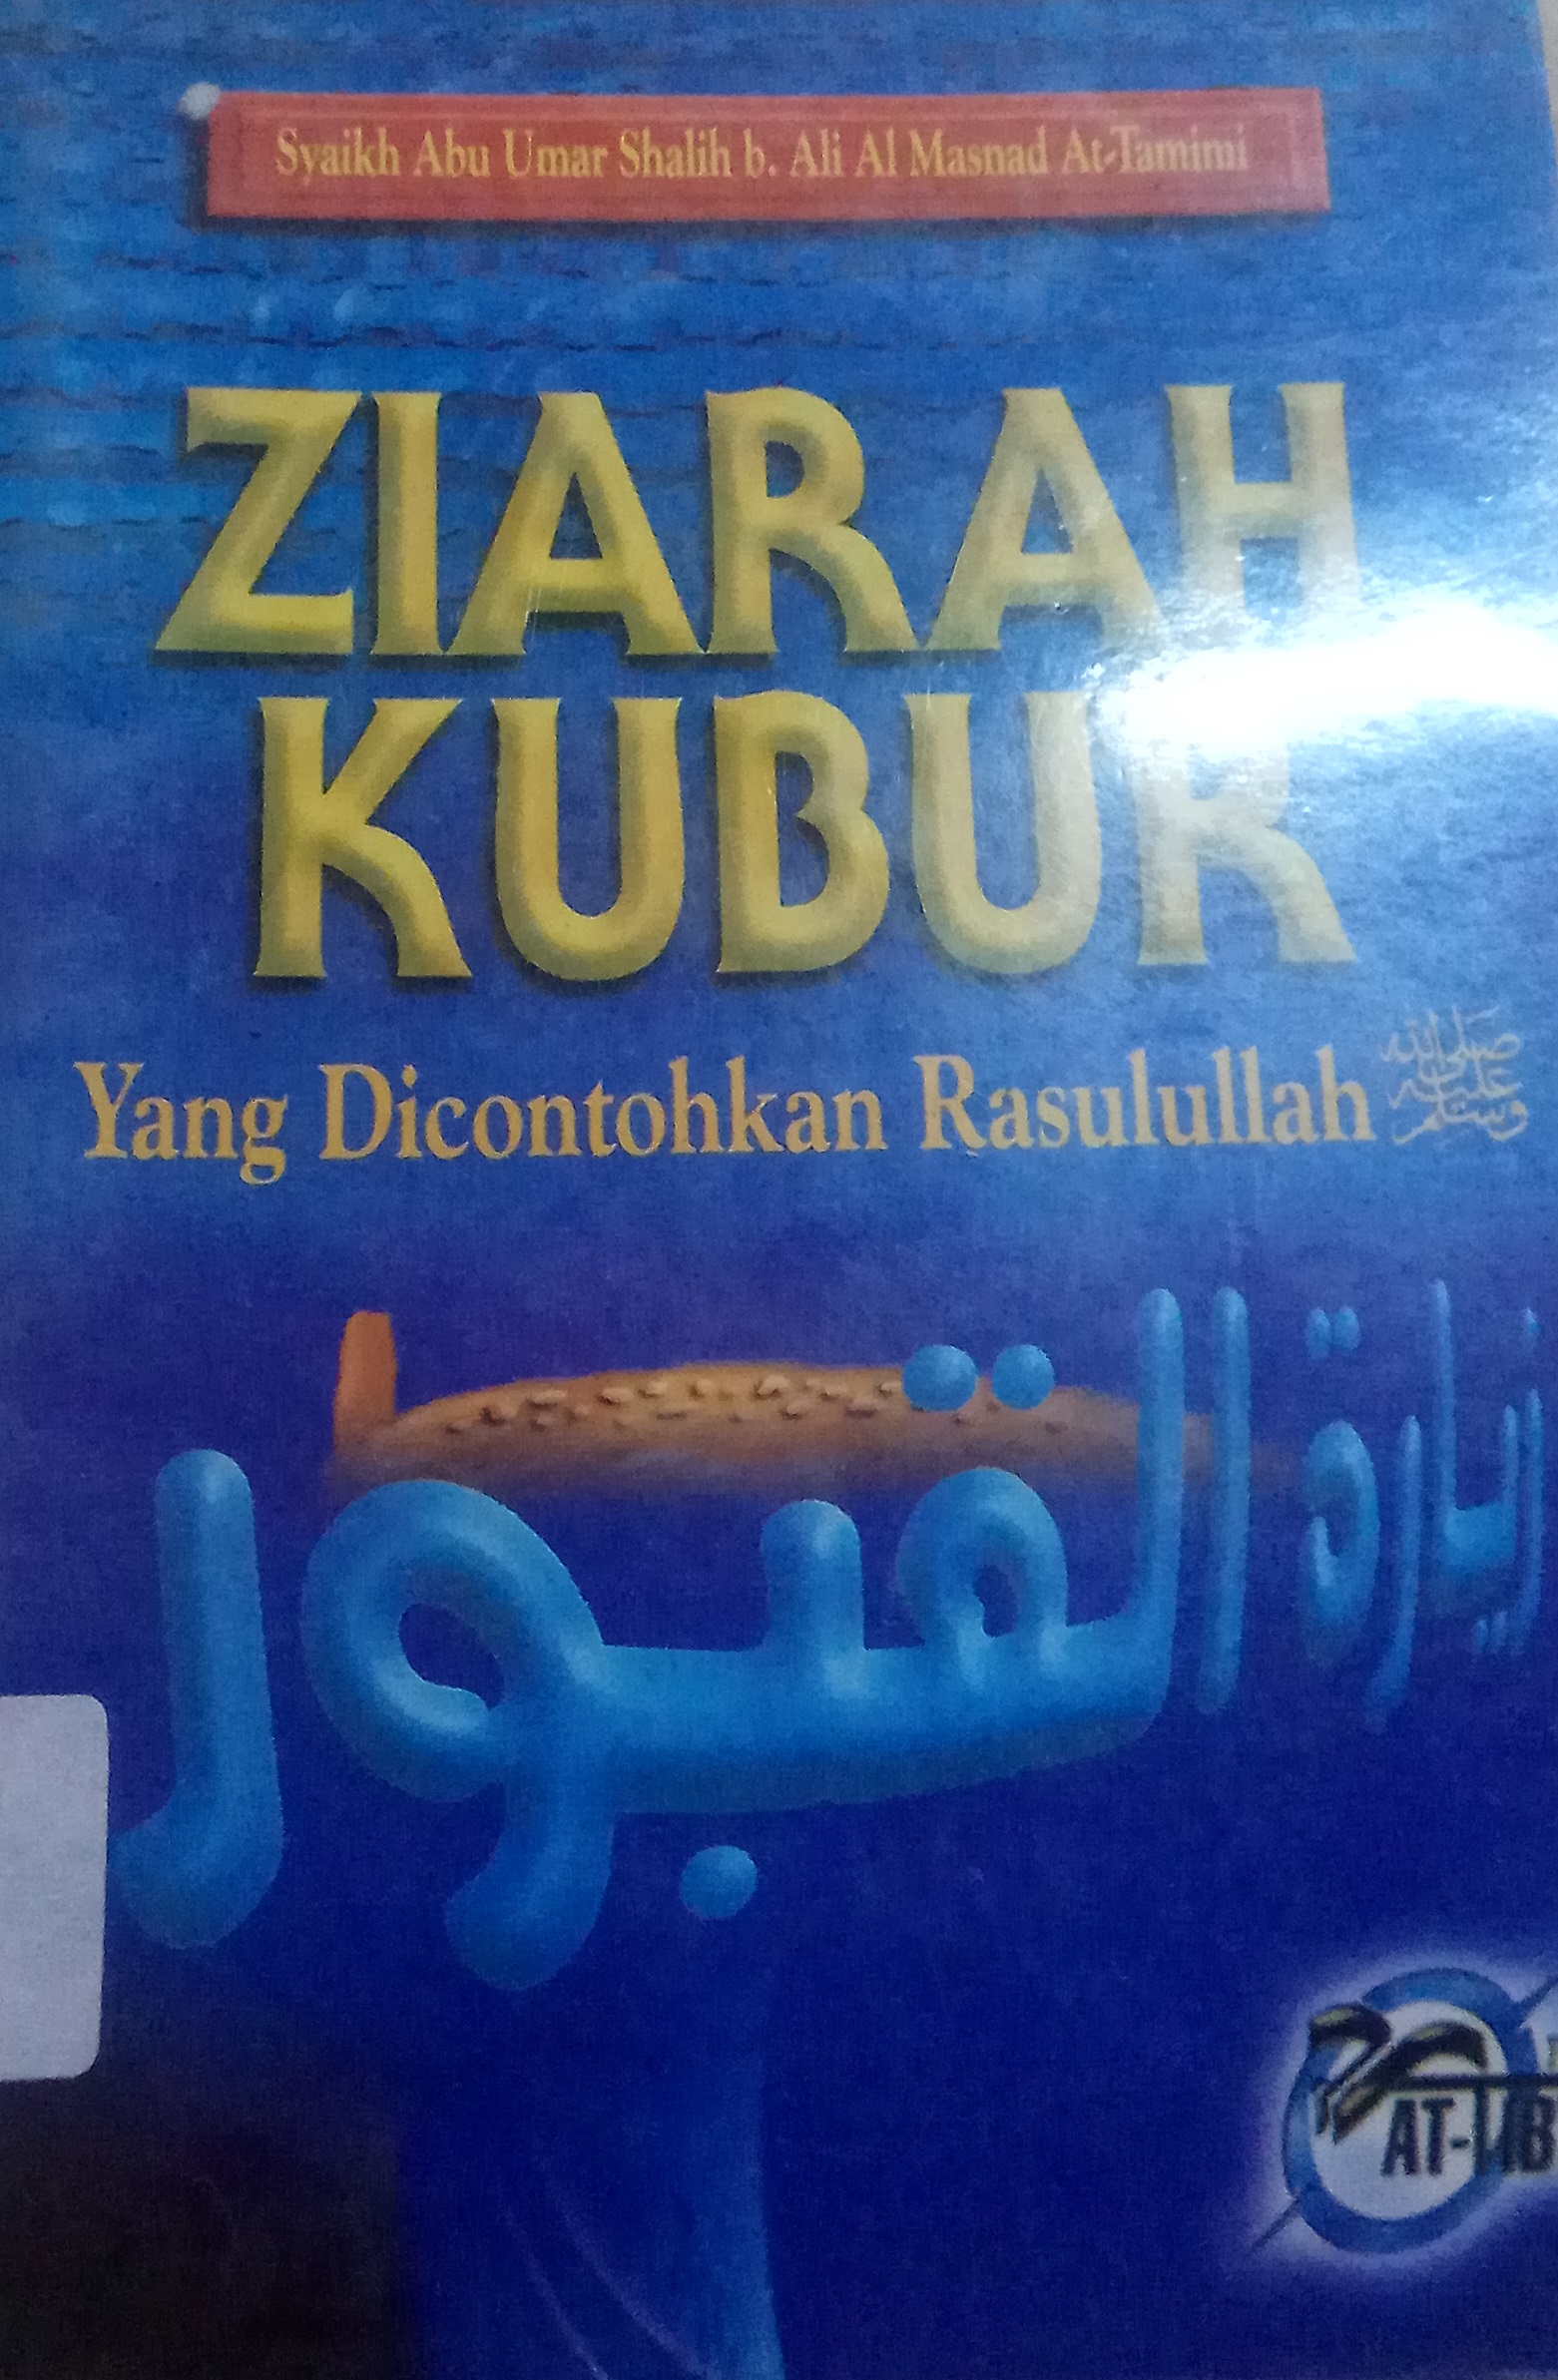 Syaikh Abu Umar Shalih b. Ali Al Masnad At-Tamimi
ZIARAH
KUBUR
Yang Dicontohkan Rasulullah صلى الله عليه وسلم
زيارة القبور